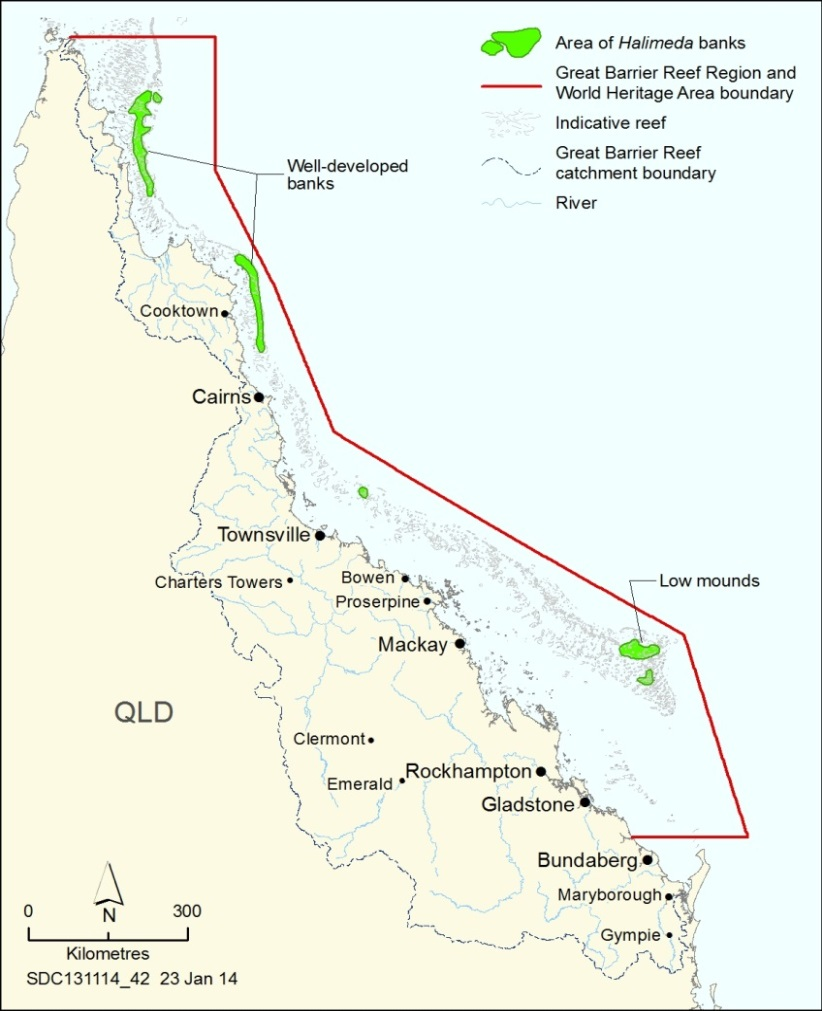 Area of Halimeda banks
Great Barrier Reef Region and
World Heritage Area boundary
Indicative reef
Great Barrier Reef
catchment boundary
River
Well-developed
banks
Cooktown
Cairns
Townsville
Charters Towers
Bowen
Proserpine
Low mounds
Mackay
QLD
Clermont
Emerald
Rockhampton
Gladstone
Bundaberg
Maryborough
Gympie
0 300
N
Kilometres
SDC131114_42 23 Jan 14